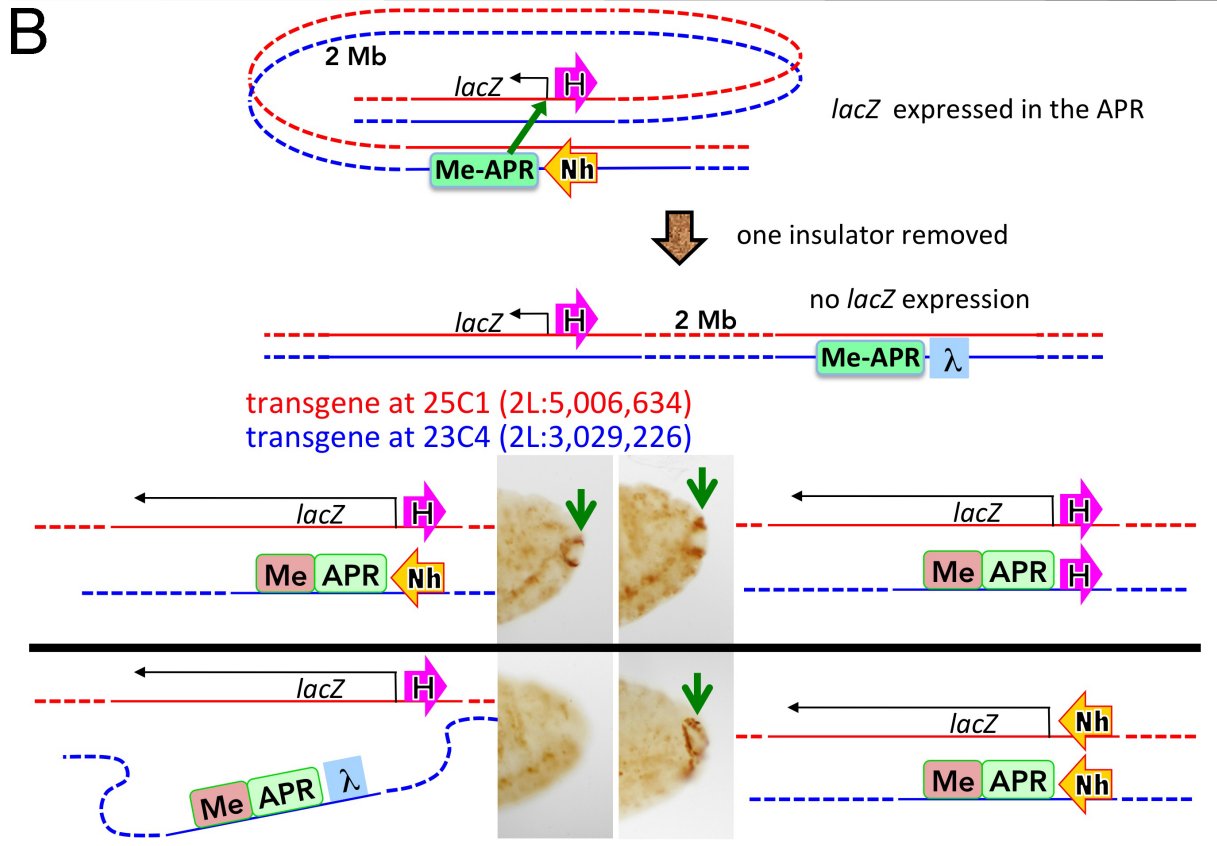 B
2 Mb
lacZ
H
lacZ expressed in the APR
Me-APR
Nh
one insulator removed
no lacZ expression
lacZ
H
2 Mb
Me-APR
λ
transgene at 25C1 (2L:5,006,634)
transgene at 23C4 (2L:3,029,226)
lacZ
H
Me
APR
Nh
lacZ
H
Me
APR
H
lacZ
H
Me
APR
λ
lacZ
Nh
Me
APR
Nh